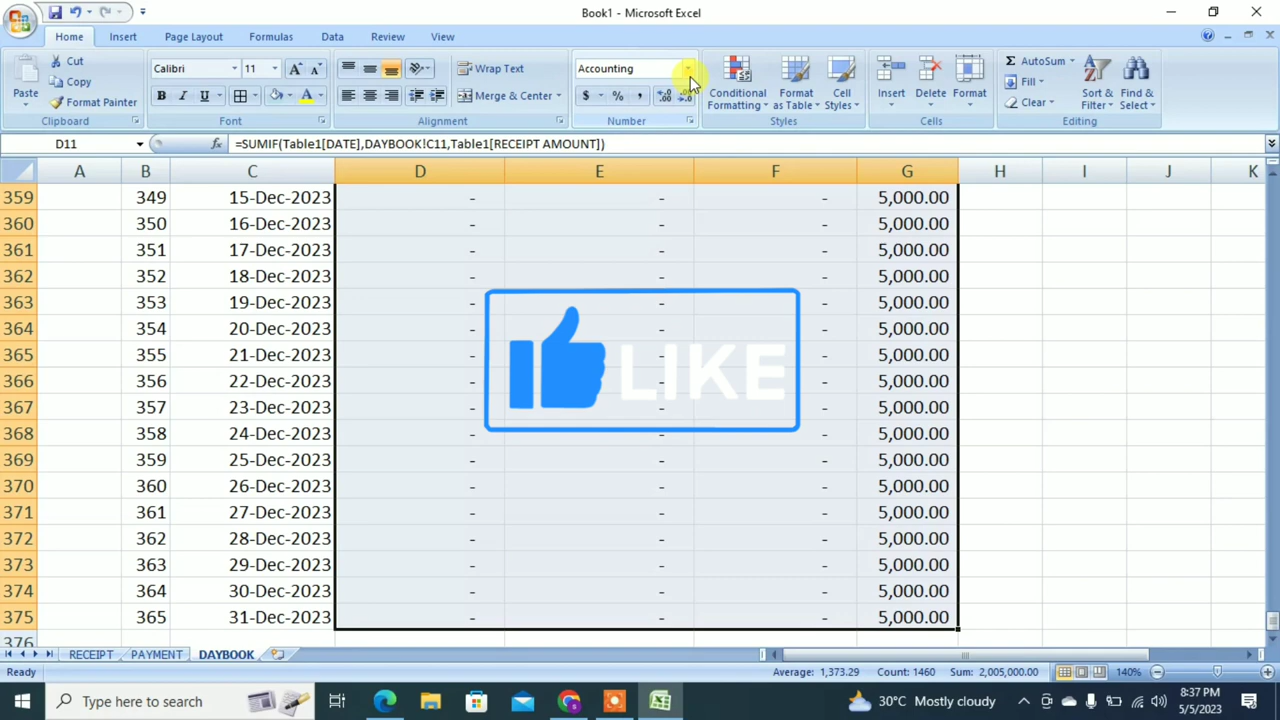 Book1 - Microsoft Excel
Home Insert Page Layout Formulas Data Review View
Paste
Cut
Copy
Format Painter
Clipboard
Calibri 11
B I U A
Font
Wrap Text
Merge & Center
Alignment
Accounting
$ % ,
Number
Conditional Formatting
Format as Table
Cell Styles
Styles
Insert
Delete
Format
Cells
Σ AutoSum
Fill
Clear
Sort & Filter
Find & Select
Editing
D11 fx =SUMIF(Table1[DATE],DAYBOOK!C11,Table1[RECEIPT AMOUNT])
A B C D E F G H I J K
359 349 15-Dec-2023 - - - 5,000.00
360 350 16-Dec-2023 - - - 5,000.00
361 351 17-Dec-2023 - - - 5,000.00
362 352 18-Dec-2023 - - - 5,000.00
363 353 19-Dec-2023 - - - 5,000.00
364 354 20-Dec-2023 - - - 5,000.00
365 355 21-Dec-2023 - - - 5,000.00
366 356 22-Dec-2023 - - - 5,000.00
367 357 23-Dec-2023 - - - 5,000.00
368 358 24-Dec-2023 - - - 5,000.00
369 359 25-Dec-2023 - - - 5,000.00
370 360 26-Dec-2023 - - - 5,000.00
371 361 27-Dec-2023 - - - 5,000.00
372 362 28-Dec-2023 - - - 5,000.00
373 363 29-Dec-2023 - - - 5,000.00
374 364 30-Dec-2023 - - - 5,000.00
375 365 31-Dec-2023 - - - 5,000.00
376
LIKE
RECEIPT PAYMENT DAYBOOK
Ready Average: 1,373.29 Count: 1460 Sum: 2,005,000.00 140%
Type here to search
30°C Mostly cloudy
8:37 PM
5/5/2023